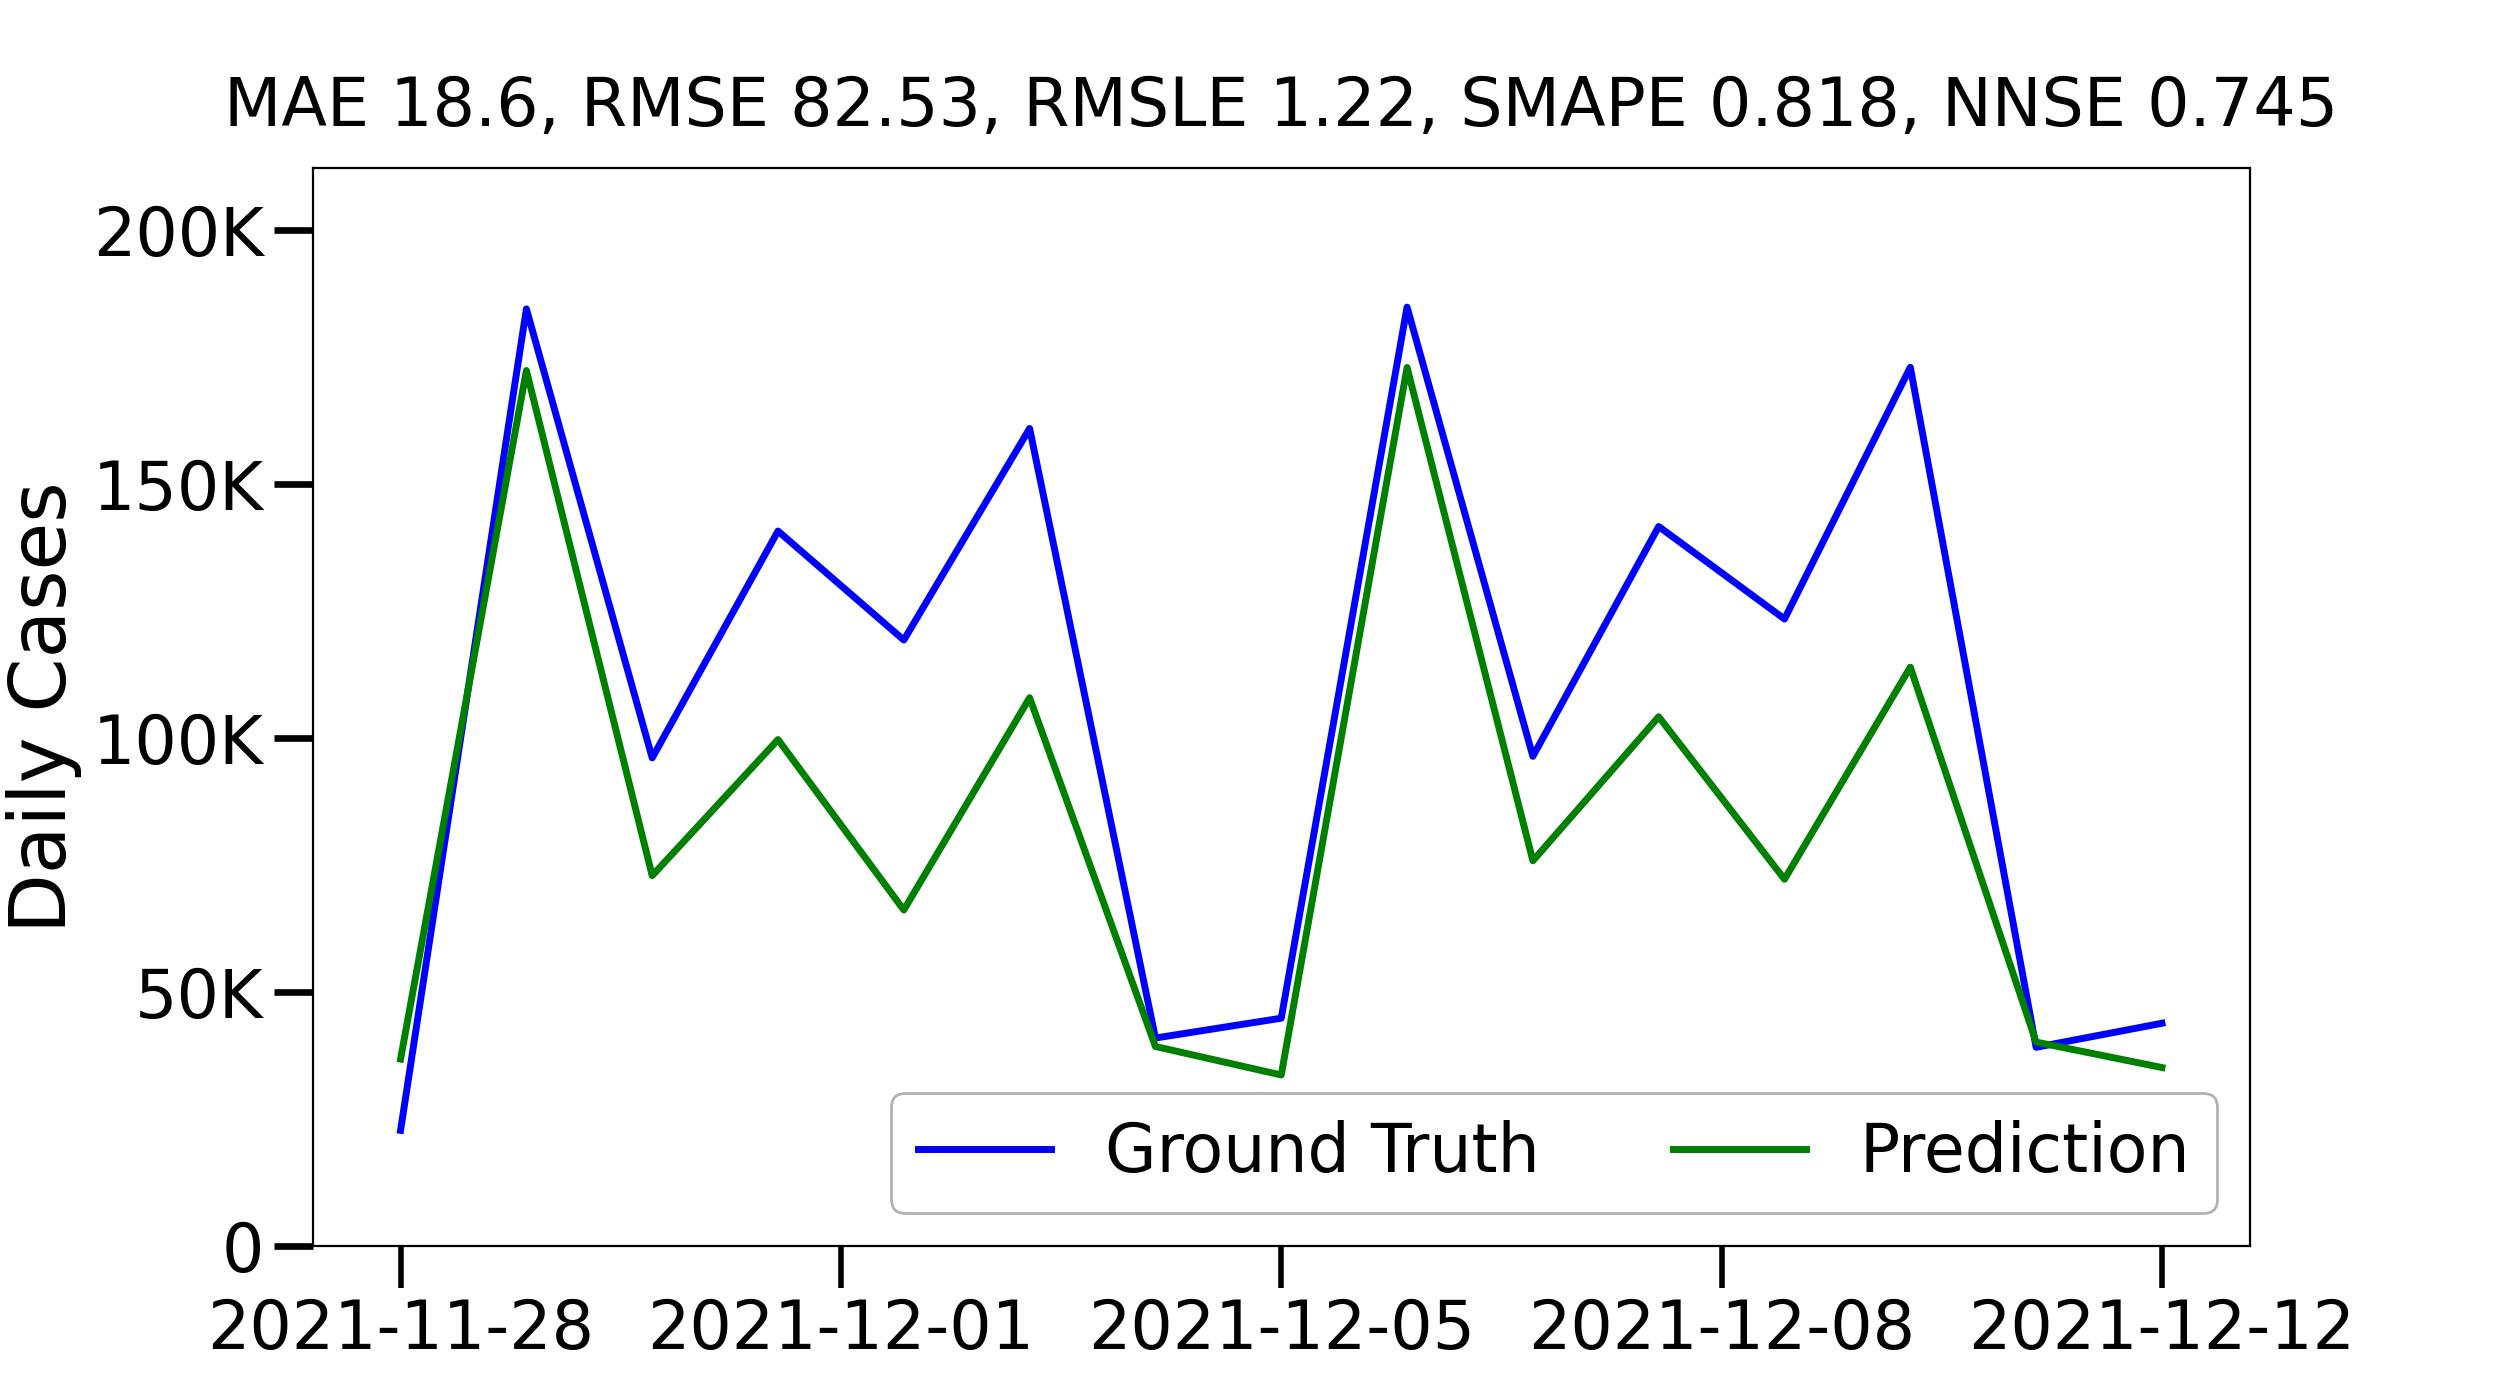 MAE 18.6, RMSE 82.53, RMSLE 1.22, SMAPE 0.818, NNSE 0.745
Daily Cases
200K
150K
100K
50K
0
Ground Truth Prediction
2021-11-28 2021-12-01 2021-12-05 2021-12-08 2021-12-12